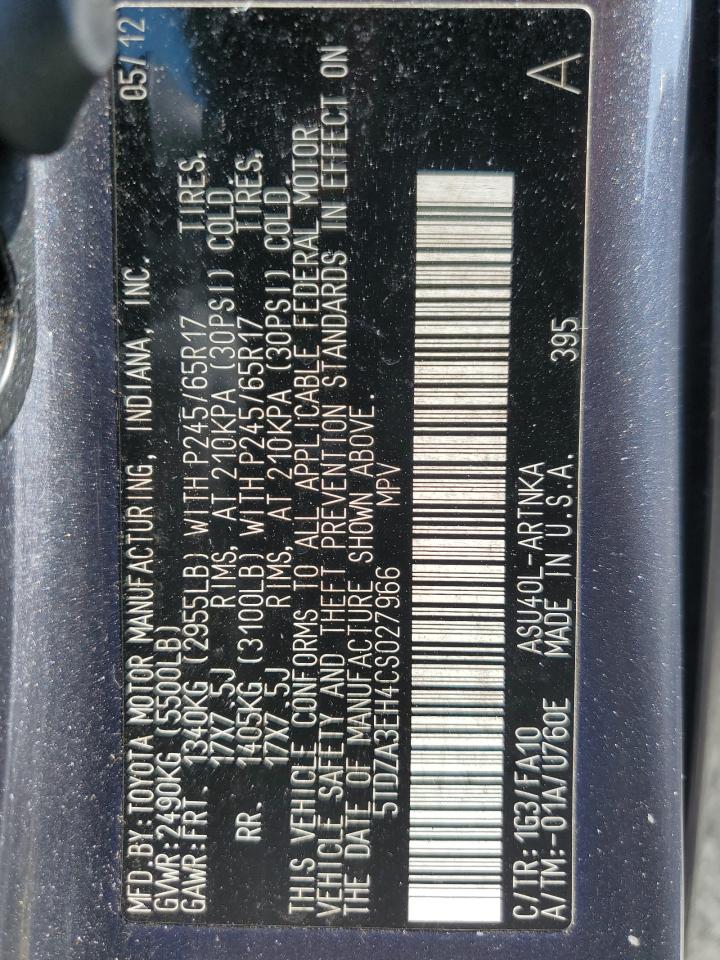 MFD.BY:TOYOTA MOTOR MANUFACTURING, INDIANA, INC. 05/12
GVWR:2490KG (5500LB)
GAWR:FRT. 1340KG (2955LB) WITH P245/65R17 TIRES,
17X7.5J RIMS, AT 210KPA (30PSI) COLD.
RR. 1405KG (3100LB) WITH P245/65R17 TIRES,
17X7.5J RIMS, AT 210KPA (30PSI) COLD.
THIS VEHICLE CONFORMS TO ALL APPLICABLE FEDERAL MOTOR
VEHICLE SAFETY AND THEFT PREVENTION STANDARDS IN EFFECT ON
THE DATE OF MANUFACTURE SHOWN ABOVE.
5TDZA3EH4CS027966 MPV
C/TR:1G3/FA10 ASU40L-ARTNKA 395 A
A/TM:-01A/U760E MADE IN U.S.A.